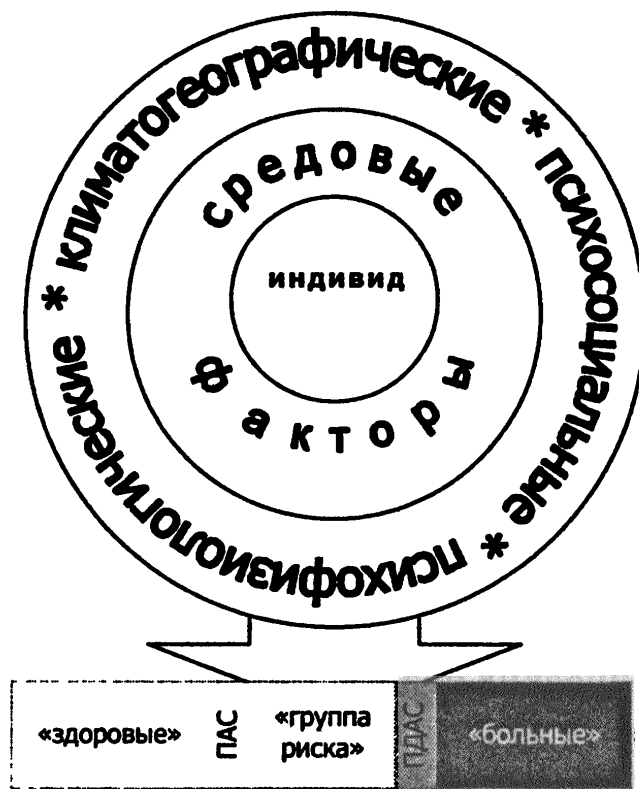 * климатогеографические * психосоциальные * психофизиологические
средовые
индивид
факторы
«здоровые»
ПАС
«группа
риска»
ПДАС
«больные»